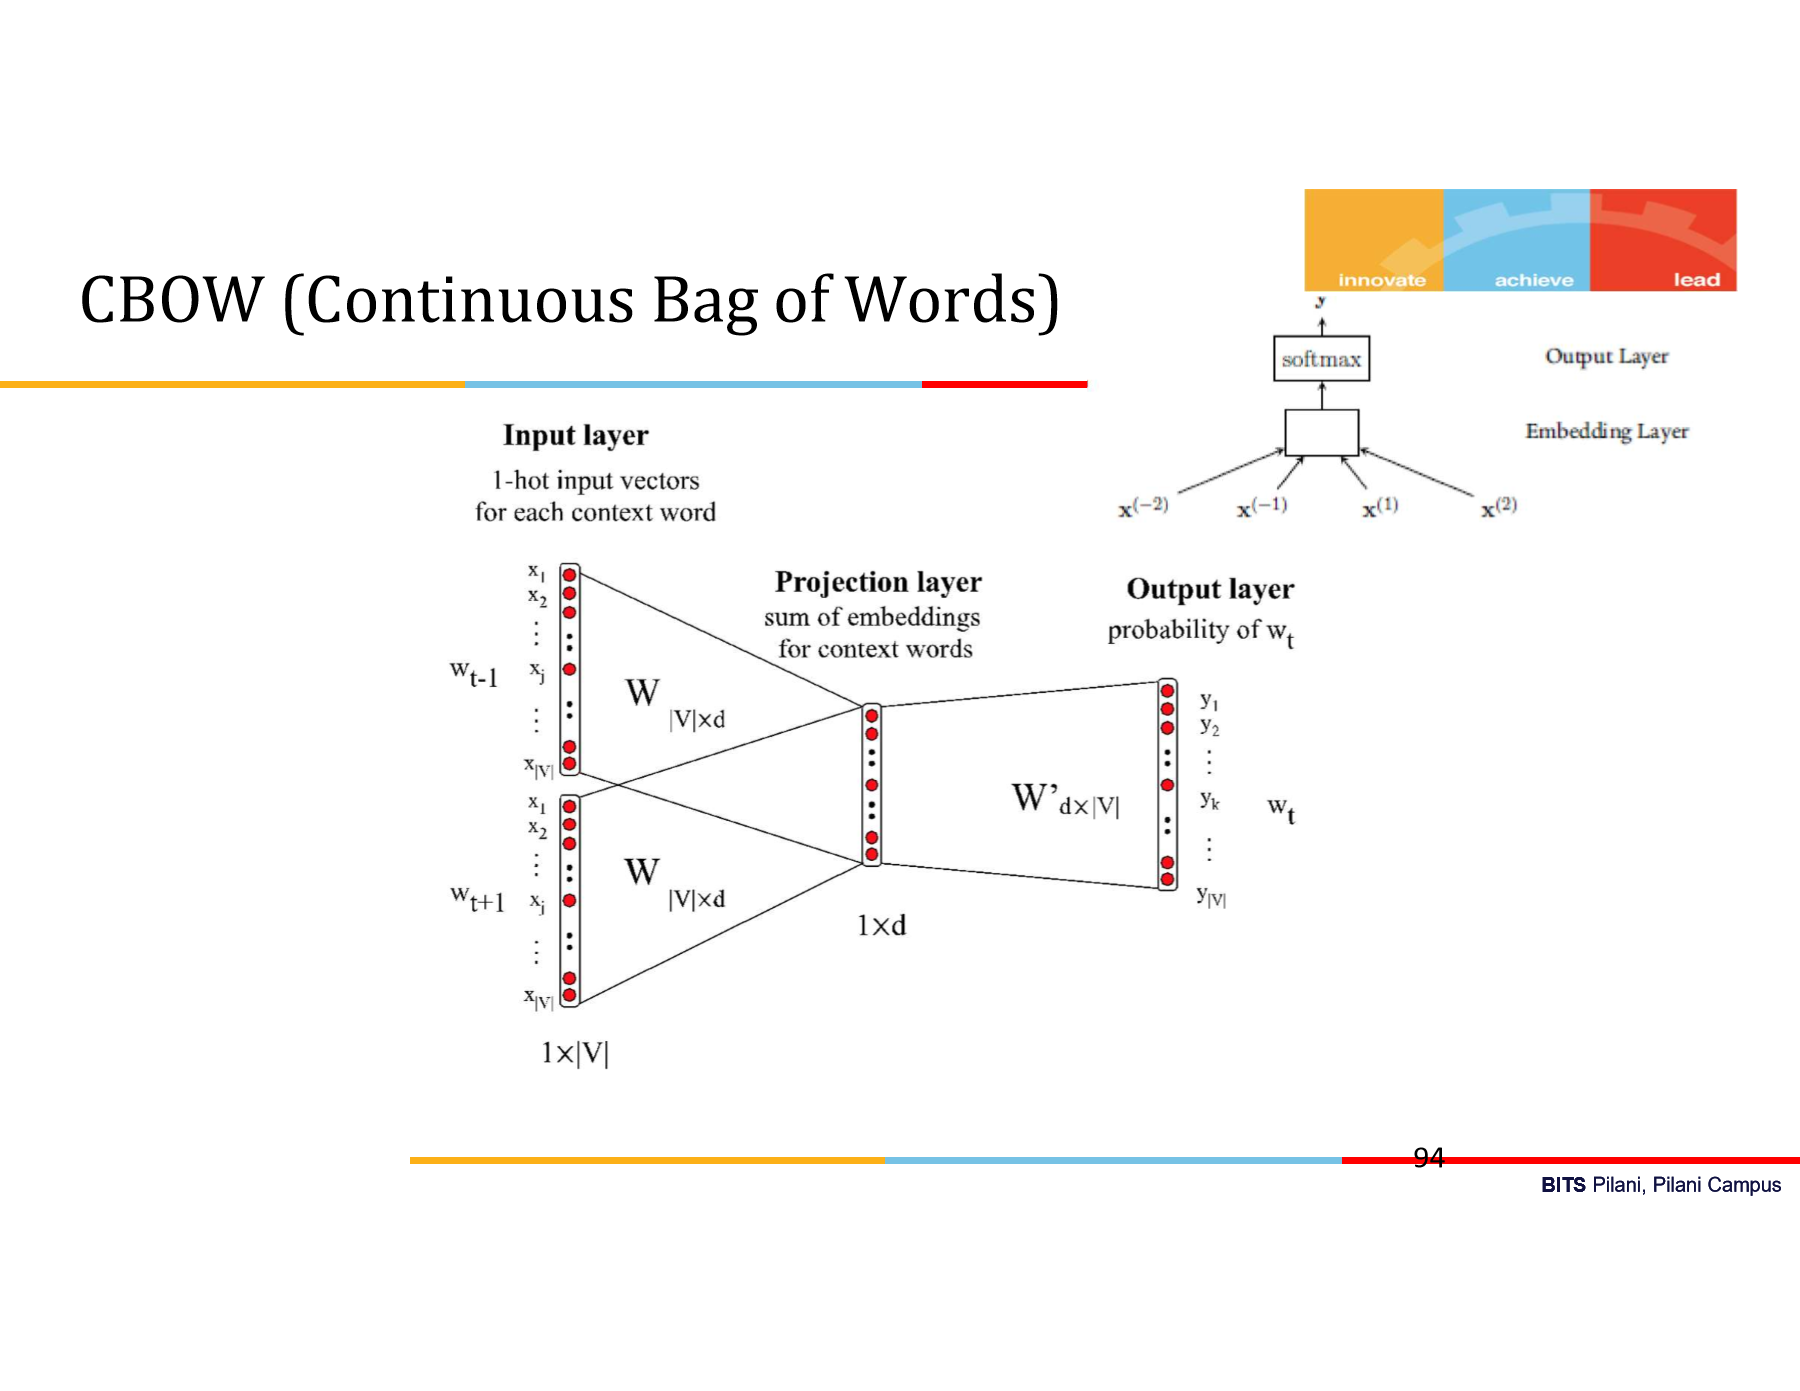 innovate achieve lead
CBOW (Continuous Bag of Words)
y
softmax
Output Layer
Embedding Layer
x(-2) x(-1) x(1) x(2)
Input layer
1-hot input vectors
for each context word
Projection layer
sum of embeddings
for context words
Output layer
probability of wt
x1
x2
⋮
wt-1 xj
⋮
x|V|
W |V|×d
x1
x2
⋮
wt+1 xj
⋮
x|V|
W |V|×d
1×|V|
1×d
W’d×|V|
y1
y2
⋮
yk wt
⋮
y|V|
94
BITS Pilani, Pilani Campus